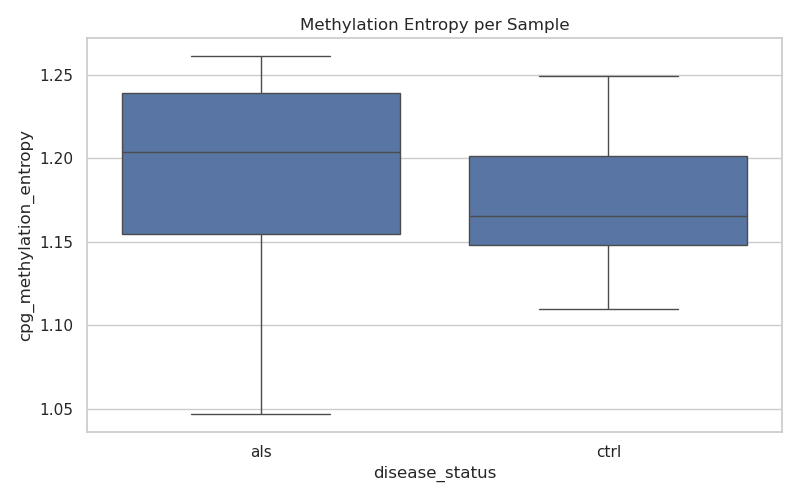 Methylation Entropy per Sample
cpg_methylation_entropy
1.25
1.20
1.15
1.10
1.05
als
ctrl
disease_status